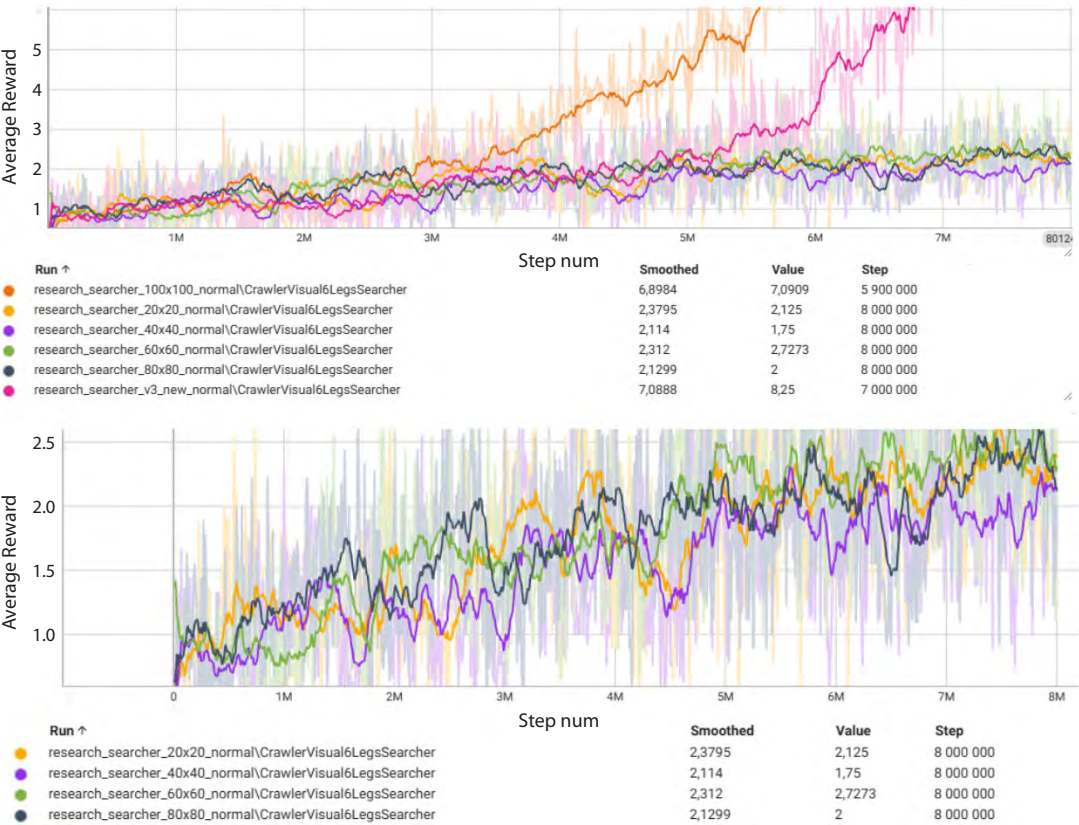 Average Reward
5
4
3
2
1
1M 2M 3M 4M 5M 6M 7M 80124
Step num
Run ↑ Smoothed Value Step
research_searcher_100x100_normal\CrawlerVisual6LegsSearcher 6,8984 7,0909 5 900 000
research_searcher_20x20_normal\CrawlerVisual6LegsSearcher 2,3795 2,125 8 000 000
research_searcher_40x40_normal\CrawlerVisual6LegsSearcher 2,114 1,75 8 000 000
research_searcher_60x60_normal\CrawlerVisual6LegsSearcher 2,312 2,7273 8 000 000
research_searcher_80x80_normal\CrawlerVisual6LegsSearcher 2,1299 2 8 000 000
research_searcher_v3_new_normal\CrawlerVisual6LegsSearcher 7,0888 8,25 7 000 000
Average Reward
2.5
2.0
1.5
1.0
0 1M 2M 3M 4M 5M 6M 7M 8M
Step num
Run ↑ Smoothed Value Step
research_searcher_20x20_normal\CrawlerVisual6LegsSearcher 2,3795 2,125 8 000 000
research_searcher_40x40_normal\CrawlerVisual6LegsSearcher 2,114 1,75 8 000 000
research_searcher_60x60_normal\CrawlerVisual6LegsSearcher 2,312 2,7273 8 000 000
research_searcher_80x80_normal\CrawlerVisual6LegsSearcher 2,1299 2 8 000 000